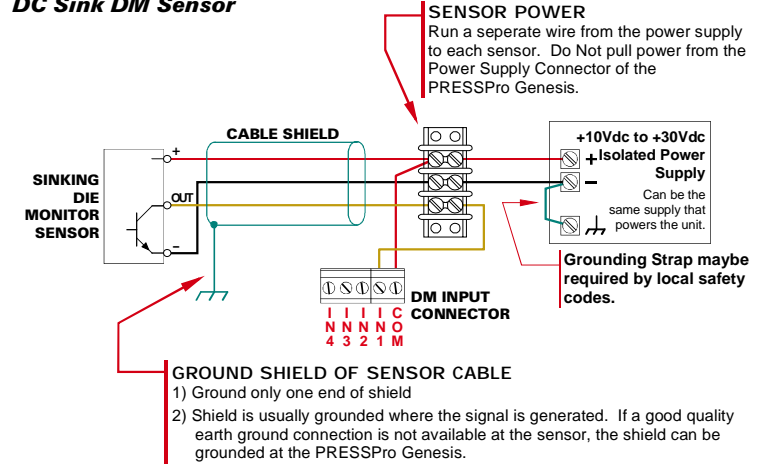 DC Sink DM Sensor
SENSOR POWER
Run a seperate wire from the power supply
to each sensor. Do Not pull power from the
Power Supply Connector of the
PRESSPro Genesis.
CABLE SHIELD
+
OUT
–
SINKING
DIE
MONITOR
SENSOR
+10Vdc to +30Vdc
Isolated Power
Supply
+
–
Can be the
same supply that
powers the unit.
Grounding Strap maybe
required by local safety
codes.
DM INPUT
CONNECTOR
IN4 IN3 IN2 IN1 COM
GROUND SHIELD OF SENSOR CABLE
1) Ground only one end of shield
2) Shield is usually grounded where the signal is generated. If a good quality
earth ground connection is not available at the sensor, the shield can be
grounded at the PRESSPro Genesis.